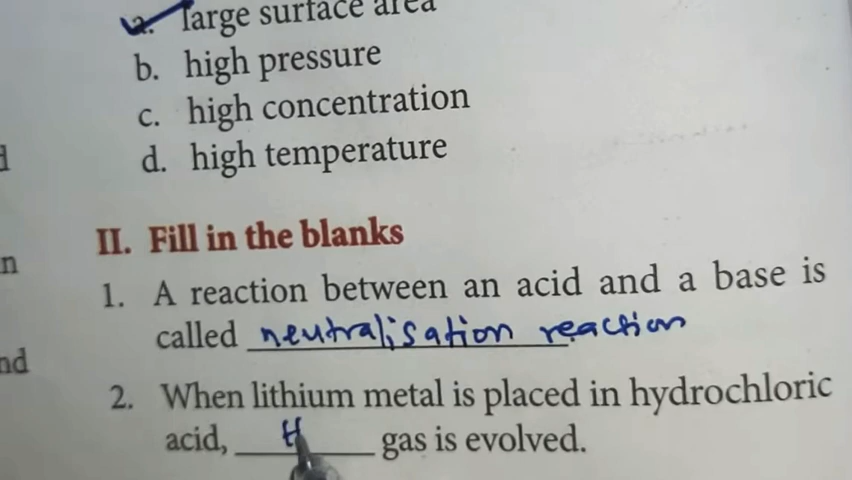 a. large surface area
b. high pressure
c. high concentration
d. high temperature
II. Fill in the blanks
1. A reaction between an acid and a base is
called neutralisation reaction
2. When lithium metal is placed in hydrochloric
acid, H gas is evolved.